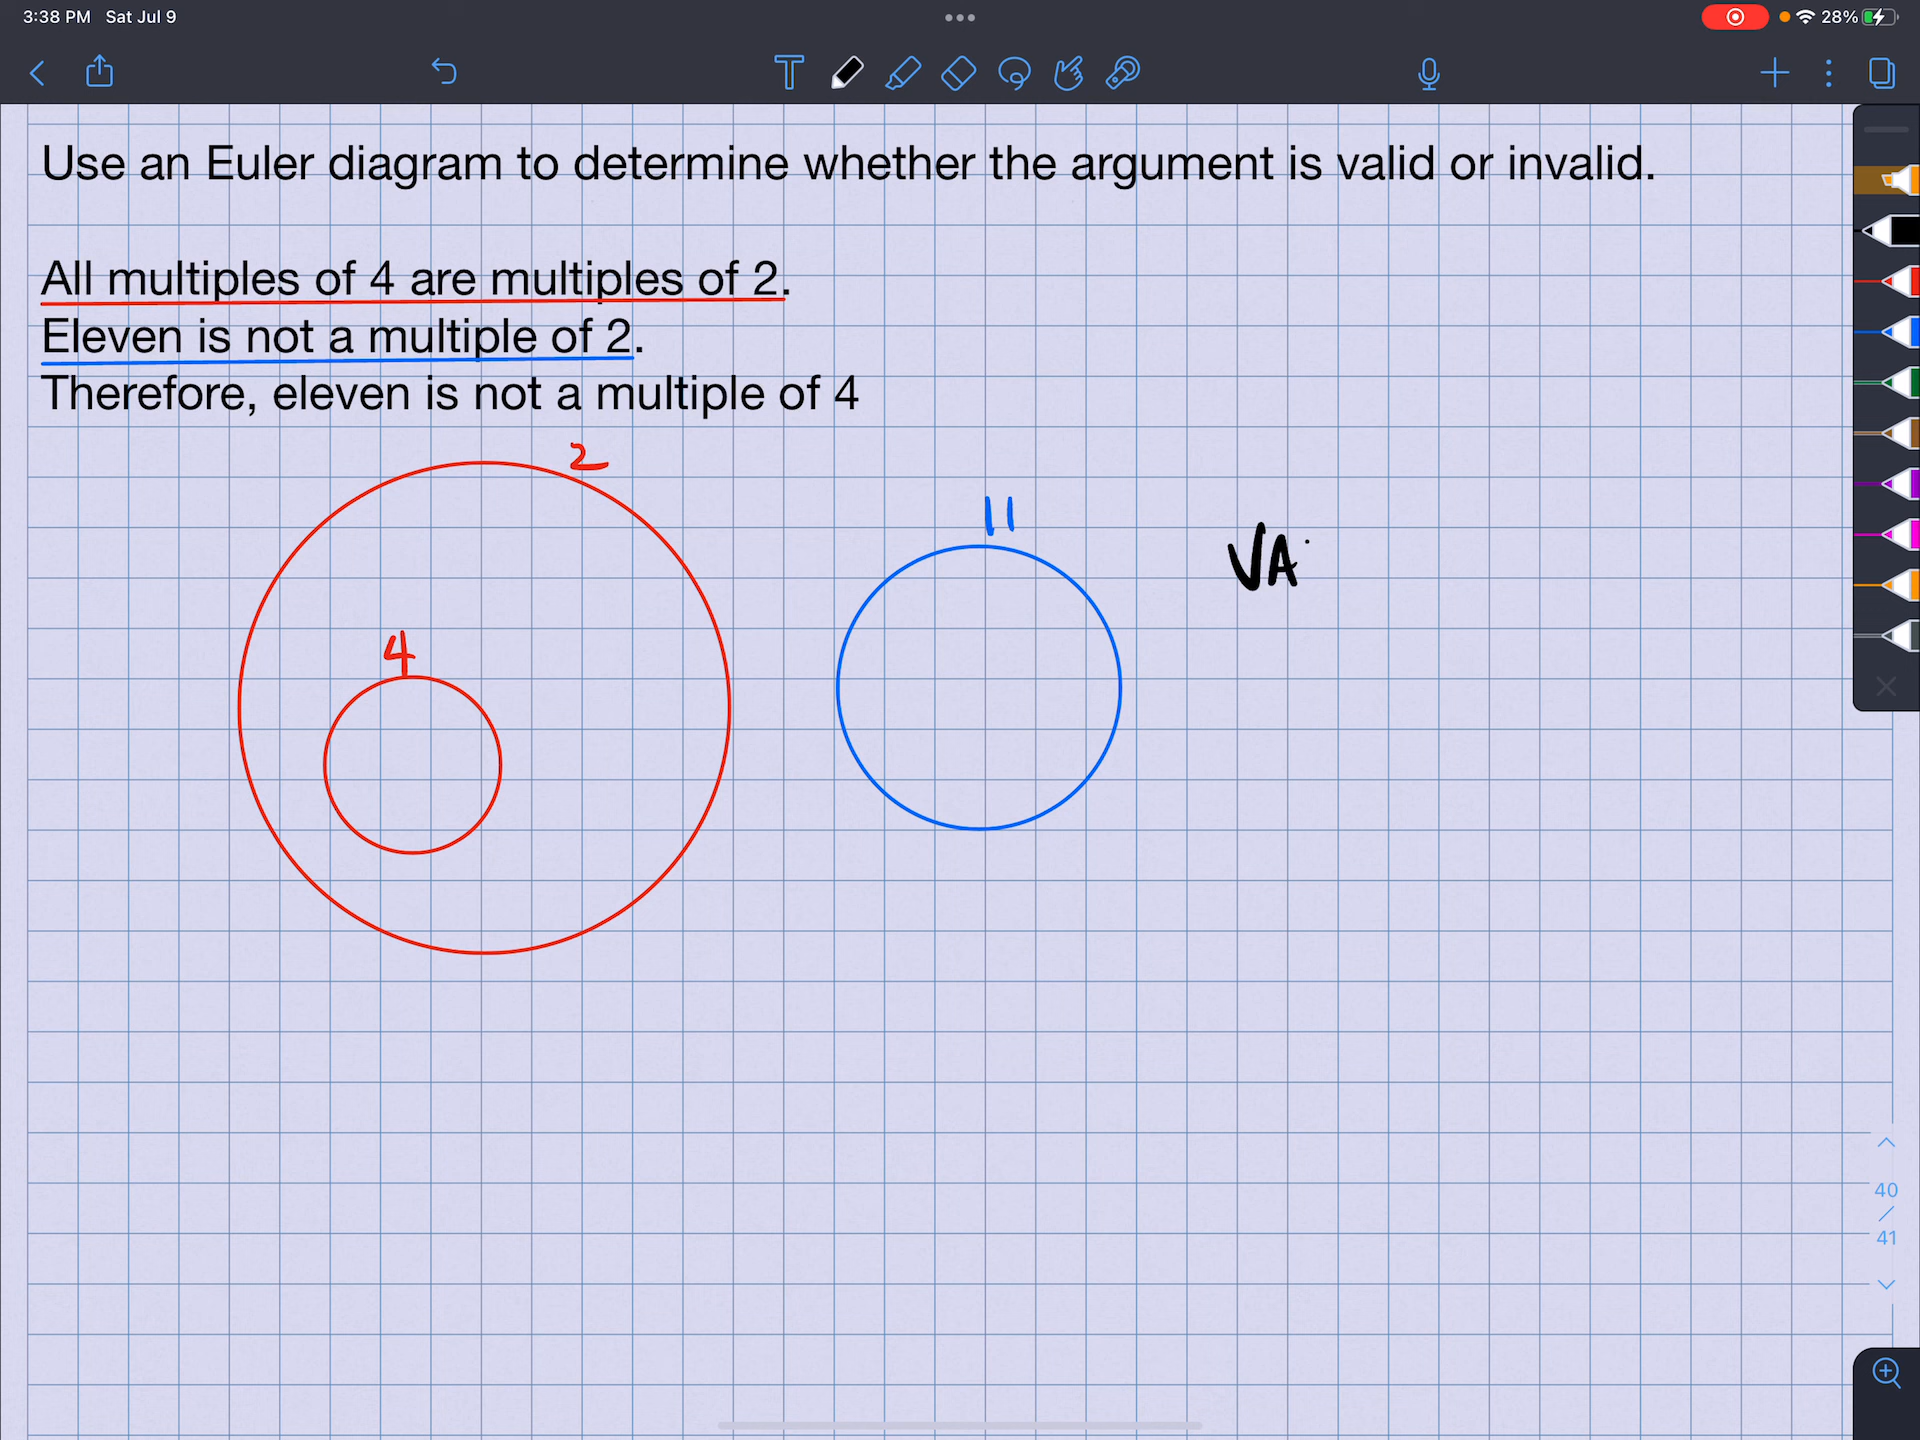 3:38 PM Sat Jul 9
28%
Use an Euler diagram to determine whether the argument is valid or invalid.
All multiples of 4 are multiples of 2.
Eleven is not a multiple of 2.
Therefore, eleven is not a multiple of 4
2
11
VA
4
40
/
41